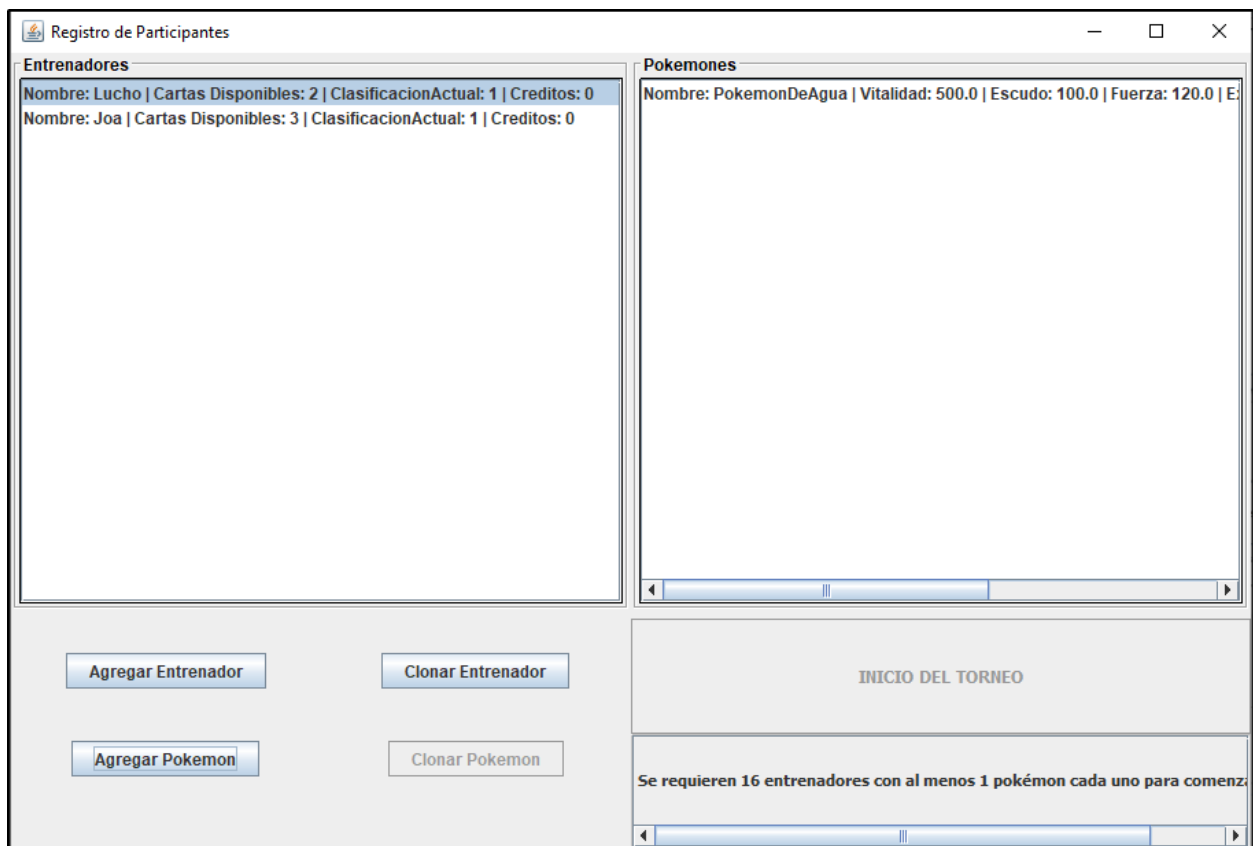 Registro de Participantes
Entrenadores
Nombre: Lucho | Cartas Disponibles: 2 | ClasificacionActual: 1 | Creditos: 0
Nombre: Joa | Cartas Disponibles: 3 | ClasificacionActual: 1 | Creditos: 0
Pokemones
Nombre: PokemonDeAgua | Vitalidad: 500.0 | Escudo: 100.0 | Fuerza: 120.0 |
Agregar Entrenador
Clonar Entrenador
Agregar Pokemon
Clonar Pokemon
INICIO DEL TORNEO
Se requieren 16 entrenadores con al menos 1 pokémon cada uno para